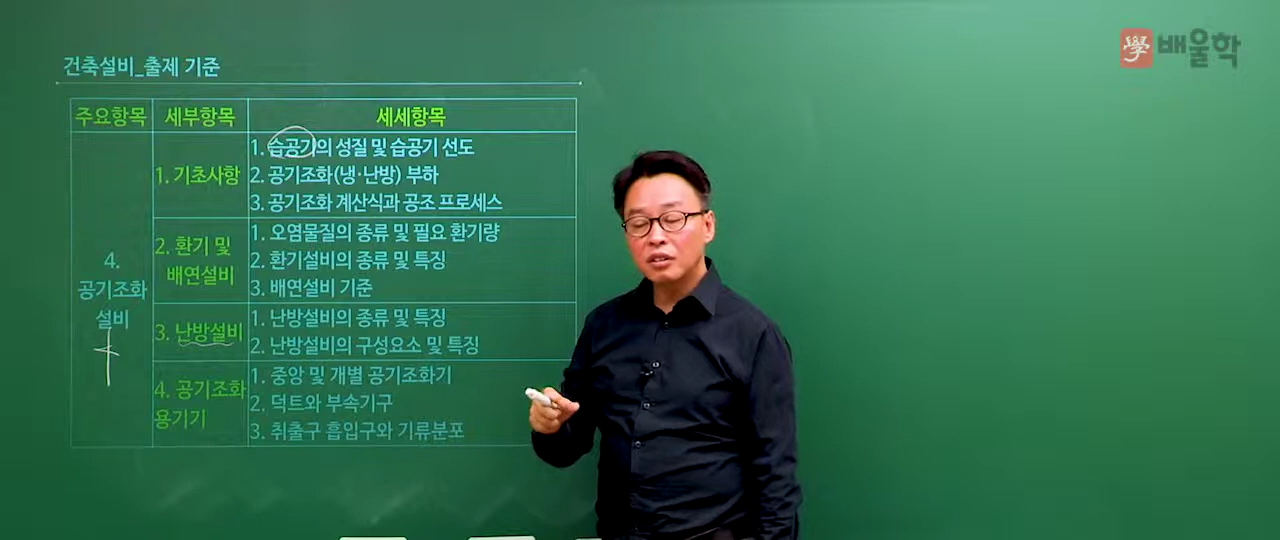 건축설비_출제 기준
學 배울학
주요항목 세부항목 세세항목
4.
공기조화
설비
1. 기초사항
1. 습공기의 성질 및 습공기 선도
2. 공기조화(냉·난방) 부하
3. 공기조화 계산식과 공조 프로세스
2. 환기 및
배연설비
1. 오염물질의 종류 및 필요 환기량
2. 환기설비의 종류 및 특징
3. 배연설비 기준
3. 난방설비
1. 난방설비의 종류 및 특징
2. 난방설비의 구성요소 및 특징
4. 공기조화
용기기
1. 중앙 및 개별 공기조화기
2. 덕트와 부속기구
3. 취출구 흡입구와 기류분포